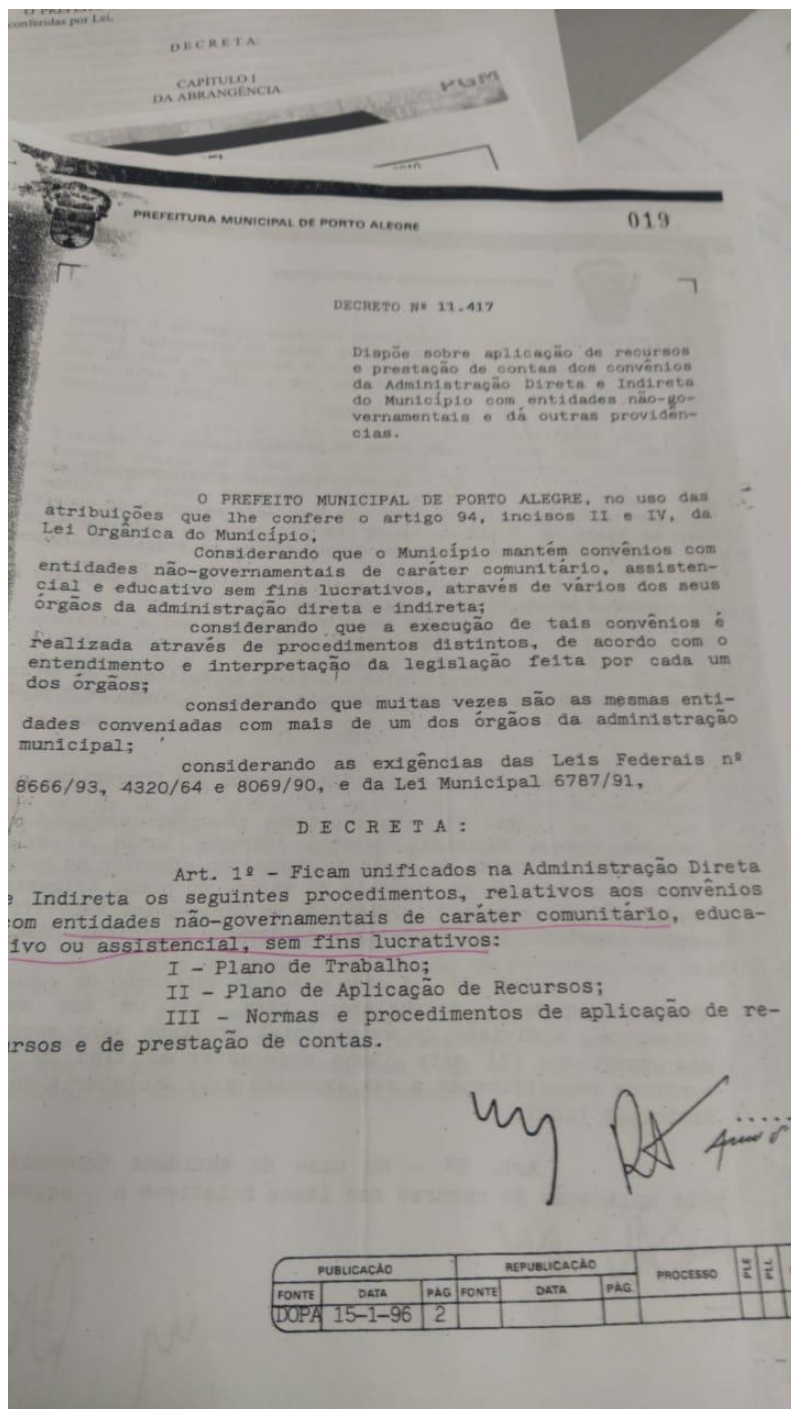 O PREFEITO
conferidas por Lei,
DECRETA:
CAPÍTULO I
DA ABRANGÊNCIA
PGM
PREFEITURA MUNICIPAL DE PORTO ALEGRE
019
DECRETO Nº 11.417
Dispõe sobre aplicação de recursos
e prestação de contas dos convênios
da Administração Direta e Indireta
do Município com entidades não-go-
vernamentais e dá outras providên-
cias.
O PREFEITO MUNICIPAL DE PORTO ALEGRE, no uso das
atribuições que lhe confere o artigo 94, incisos II e IV, da
Lei Orgânica do Município,
Considerando que o Município mantém convênios com
entidades não-governamentais de caráter comunitário, assisten-
cial e educativo sem fins lucrativos, através de vários dos seus
órgãos da administração direta e indireta;
considerando que a execução de tais convênios é
realizada através de procedimentos distintos, de acordo com o
entendimento e interpretação da legislação feita por cada um
dos órgãos;
considerando que muitas vezes são as mesmas enti-
dades conveniadas com mais de um dos órgãos da administração
municipal;
considerando as exigências das Leis Federais nº
8666/93, 4320/64 e 8069/90, e da Lei Municipal 6787/91,
D E C R E T A :
Art. 1º - Ficam unificados na Administração Direta
e Indireta os seguintes procedimentos, relativos aos convênios
om entidades não-governamentais de caráter comunitário, educa-
ivo ou assistencial, sem fins lucrativos:
I - Plano de Trabalho;
II - Plano de Aplicação de Recursos;
III - Normas e procedimentos de aplicação de re-
rsos e de prestação de contas.
PUBLICAÇÃO REPUBLICAÇÃO PROCESSO PLE PLL
FONTE DATA PÁG FONTE DATA PÁG.
DOPA 15-1-96 2